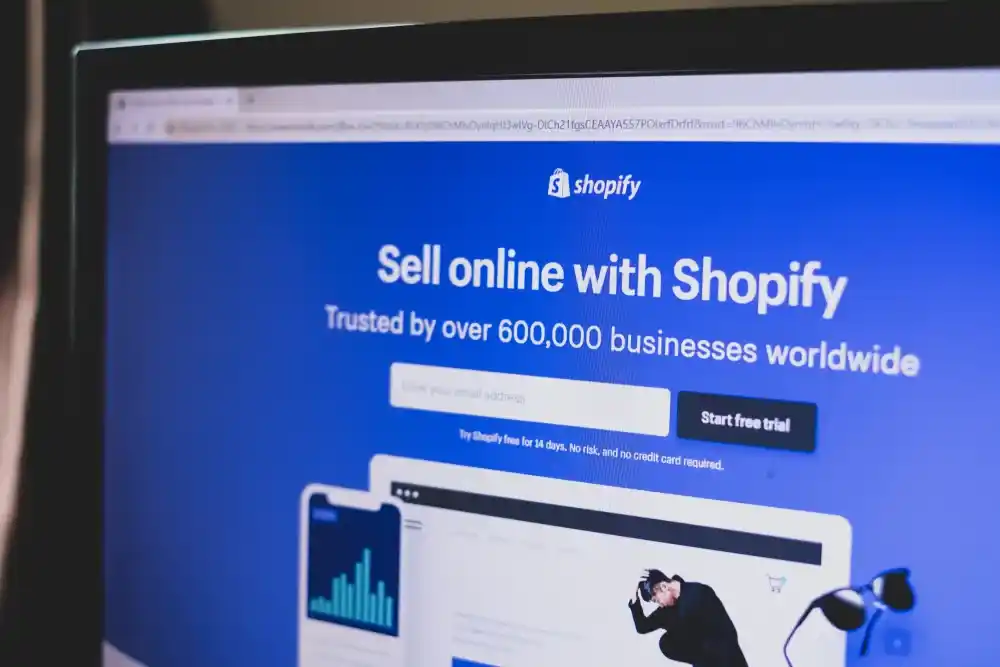 shopify
Sell online with Shopify
Trusted by over 600,000 businesses worldwide
Enter your email address
Start free trial
Try Shopify free for 14 days. No risk, and no credit card required.